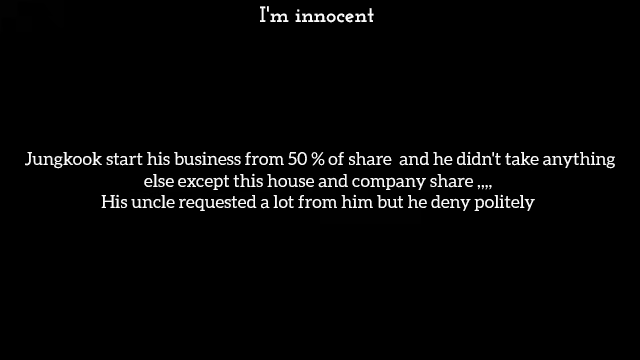 I'm innocent
Jungkook start his business from 50 % of share and he didn't take anything
else except this house and company share ,,,,
His uncle requested a lot from him but he deny politely